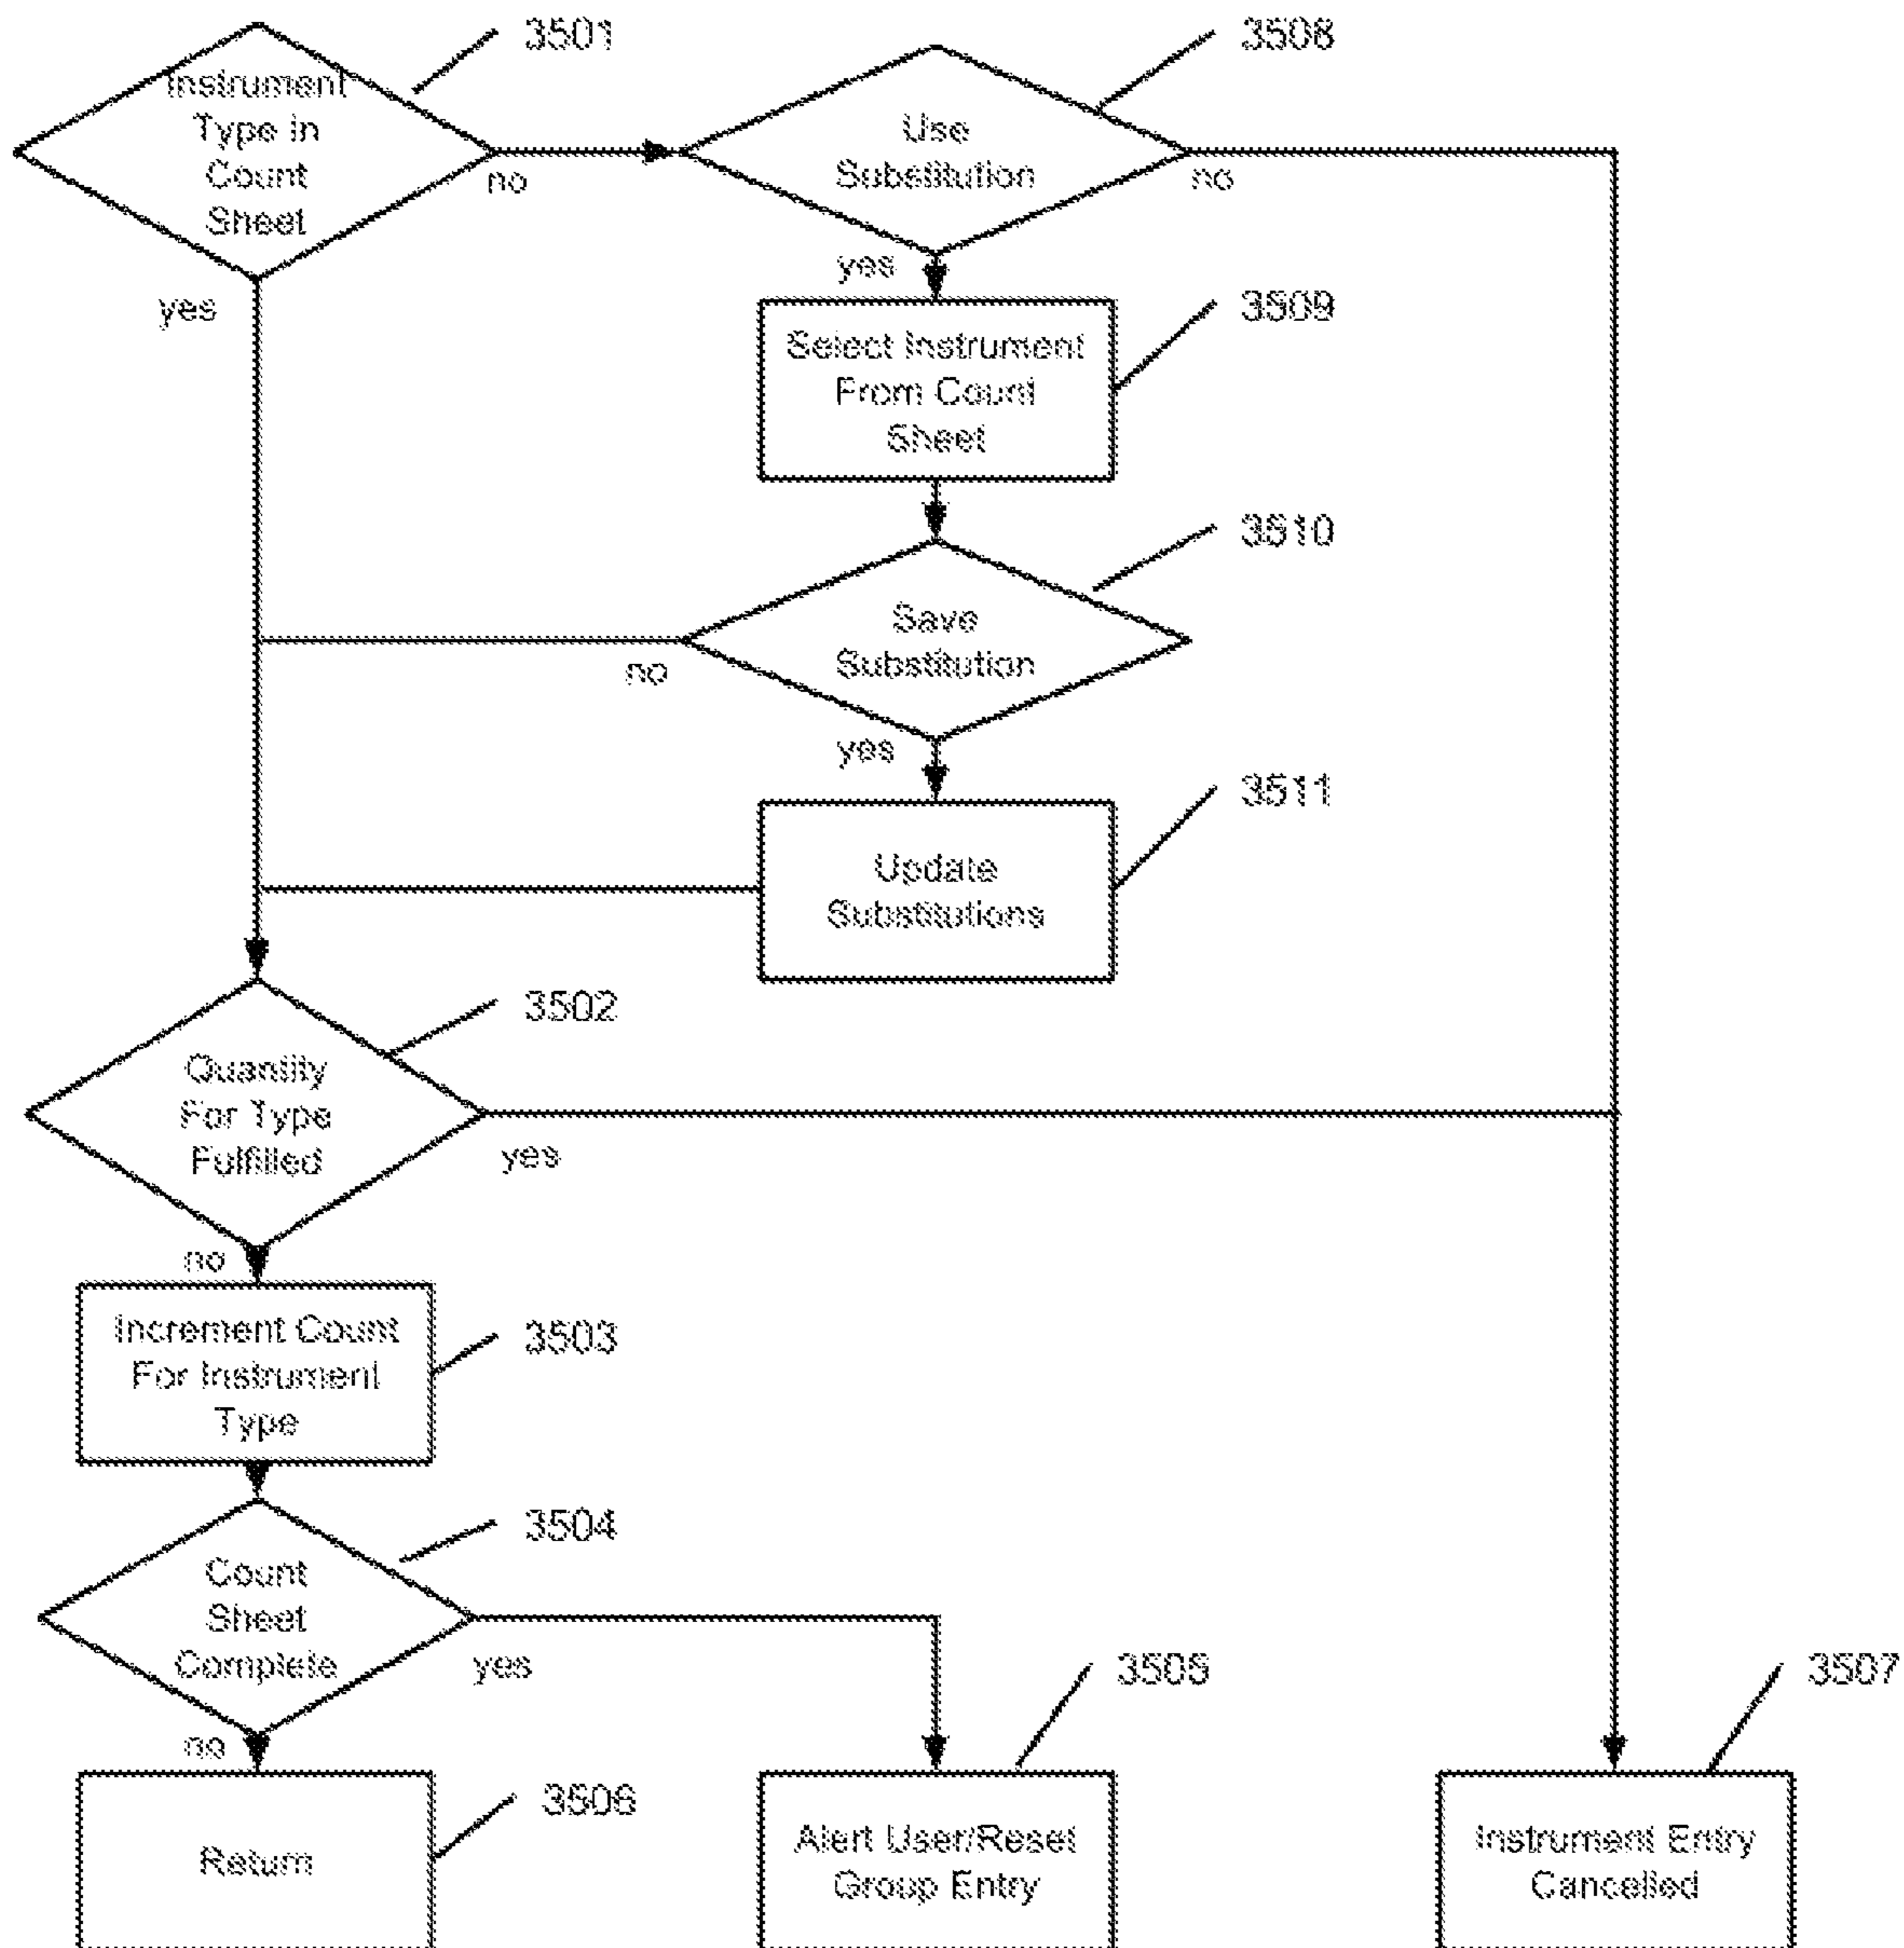 3501
Instrument
Type in
Count
Sheet
no
yes
3508
Use
Substitution
no
yes
3509
Select Instrument
From Count
Sheet
3510
Save
Substitution
no
yes
3511
Update
Substitutions
3502
Quantity
For Type
Fulfilled
yes
no
3503
Increment Count
For Instrument
Type
3504
Count
Sheet
Complete
yes
no
3506
Return
3505
Alert User/Reset
Group Entry
3507
Instrument Entry
Cancelled